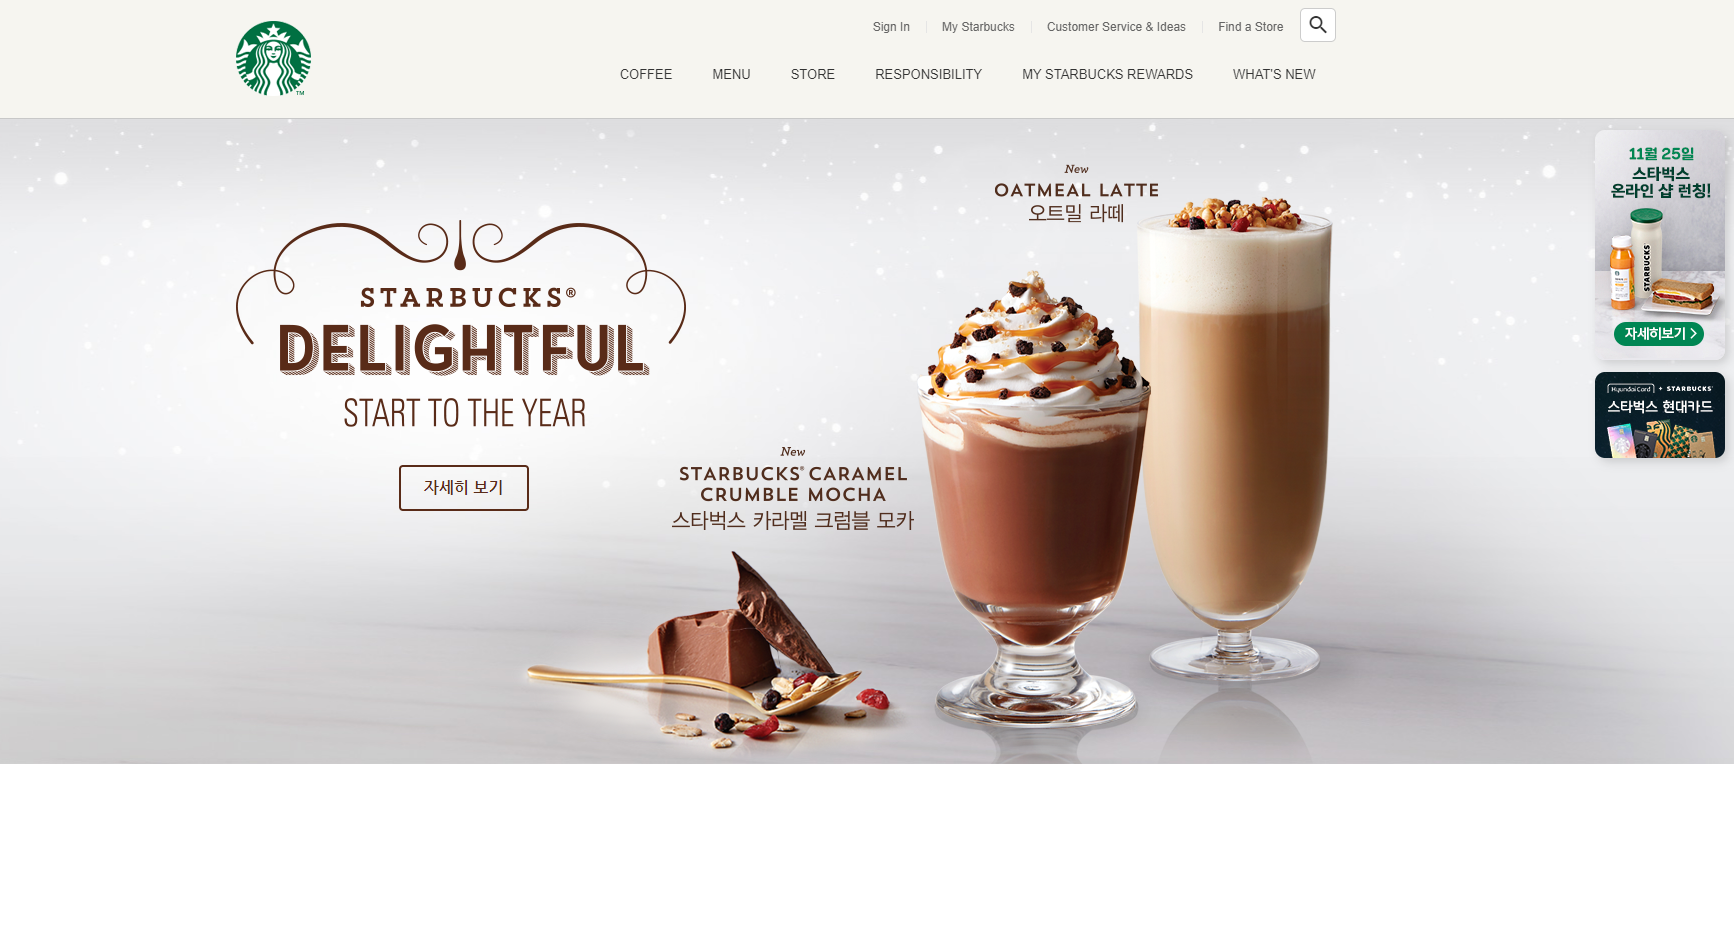 Sign In
My Starbucks
Customer Service & Ideas
Find a Store
TM
COFFEE
MENU
STORE
RESPONSIBILITY
MY STARBUCKS REWARDS
WHAT'S NEW
STARBUCKS®
DELIGHTFUL
START TO THE YEAR
자세히 보기
New
OATMEAL LATTE
오트밀 라떼
New
STARBUCKS® CARAMEL
CRUMBLE MOCHA
스타벅스 카라멜 크럼블 모카
11월 25일
스타벅스
온라인 샵 런칭!
STARBUCKS
자세히보기 >
Hyundai Card + STARBUCKS
스타벅스 현대카드